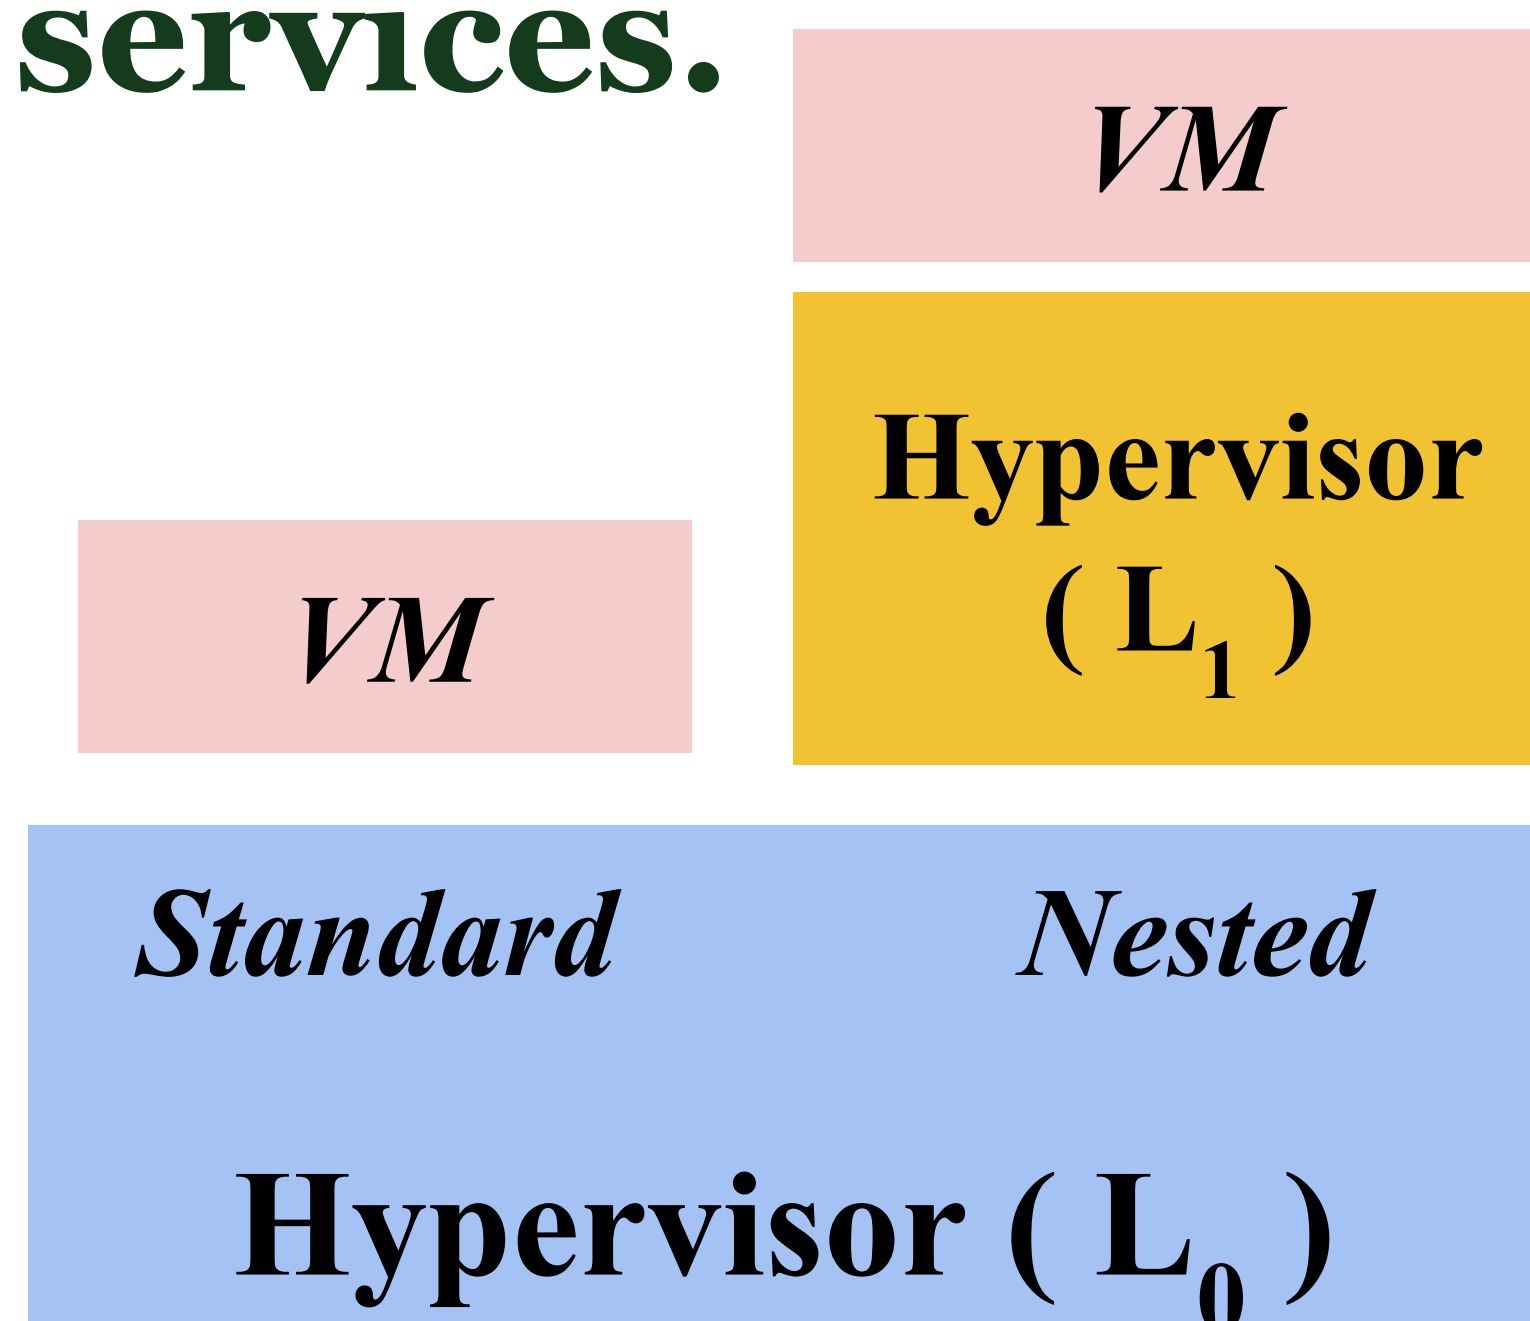 services.
VM
Hypervisor
( L₁ )
VM
Standard Nested
Hypervisor ( L₀ )